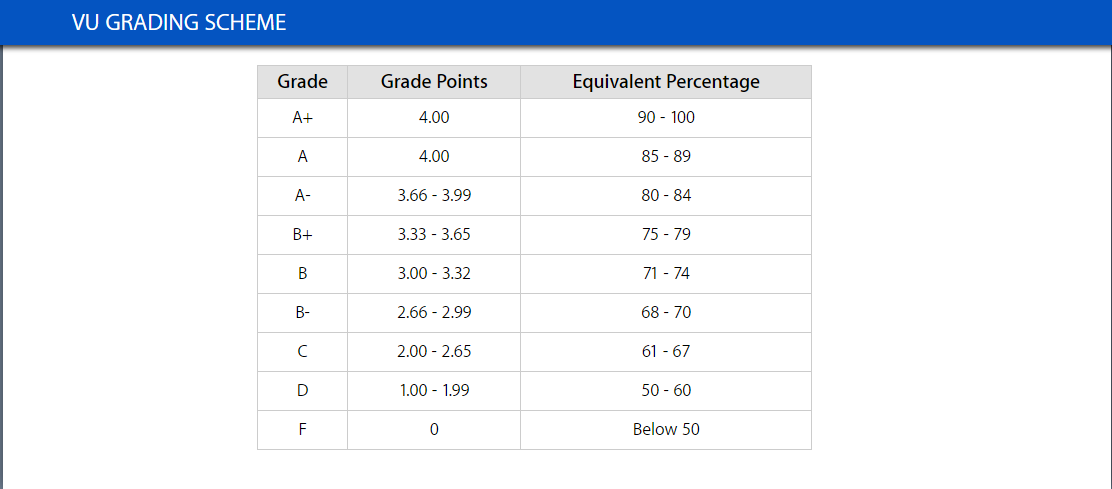 VU GRADING SCHEME
Grade Grade Points Equivalent Percentage
A+ 4.00 90 - 100
A 4.00 85 - 89
A- 3.66 - 3.99 80 - 84
B+ 3.33 - 3.65 75 - 79
B 3.00 - 3.32 71 - 74
B- 2.66 - 2.99 68 - 70
C 2.00 - 2.65 61 - 67
D 1.00 - 1.99 50 - 60
F 0 Below 50